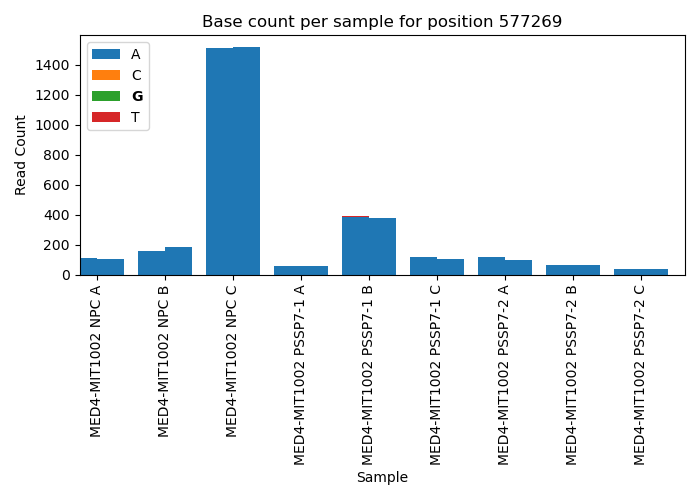 Base count per sample for position 577269
A
C
G
T
Read Count
1400
1200
1000
800
600
400
200
0
MED4-MIT1002 NPC A
MED4-MIT1002 NPC B
MED4-MIT1002 NPC C
MED4-MIT1002 PSSP7-1 A
MED4-MIT1002 PSSP7-1 B
MED4-MIT1002 PSSP7-1 C
MED4-MIT1002 PSSP7-2 A
MED4-MIT1002 PSSP7-2 B
MED4-MIT1002 PSSP7-2 C
Sample